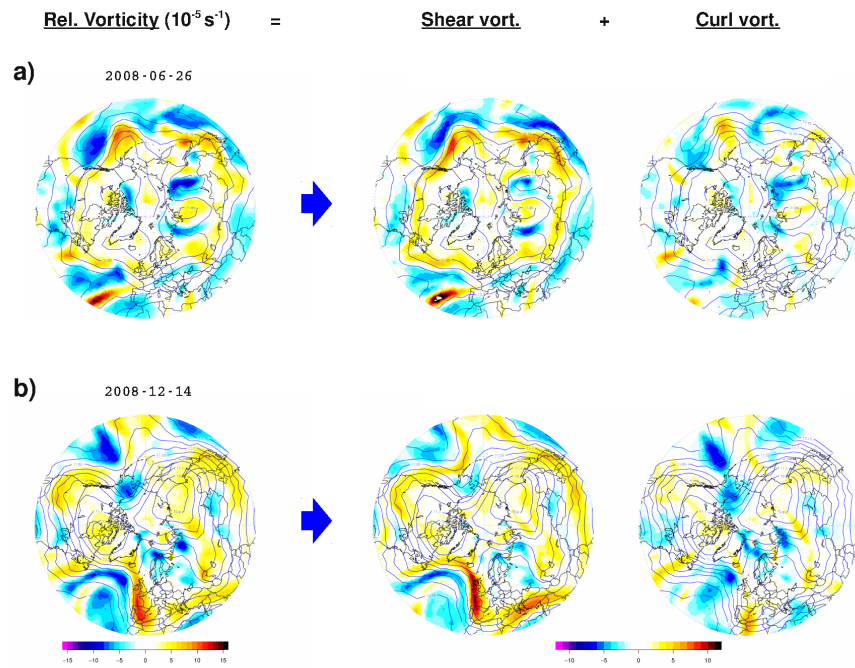 Rel. Vorticity (10⁻⁵ s⁻¹) = Shear vort. + Curl vort.
a)
2008-06-26
b)
2008-12-14
-15 -10 -5 0 5 10 15
-10 -5 0 5 10